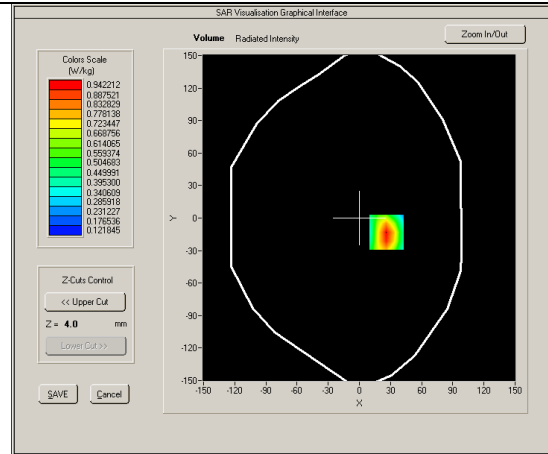 SAR Visualisation Graphical Interface
Volume Radiated Intensity
Zoom In/Out
Colors Scale
(W/kg)
0.942212
0.887521
0.832829
0.778138
0.723447
0.668756
0.614065
0.559374
0.504683
0.449991
0.395300
0.340609
0.285918
0.231227
0.176536
0.121845
Z-Cuts Control
<< Upper Cut
Z = 4.0 mm
Lower Cut >>
SAVE Cancel
150
120
90
60
30
0
-30
-60
-90
-120
-150
Y
-150 -120 -90 -60 -30 0 30 60 90 120 150
X